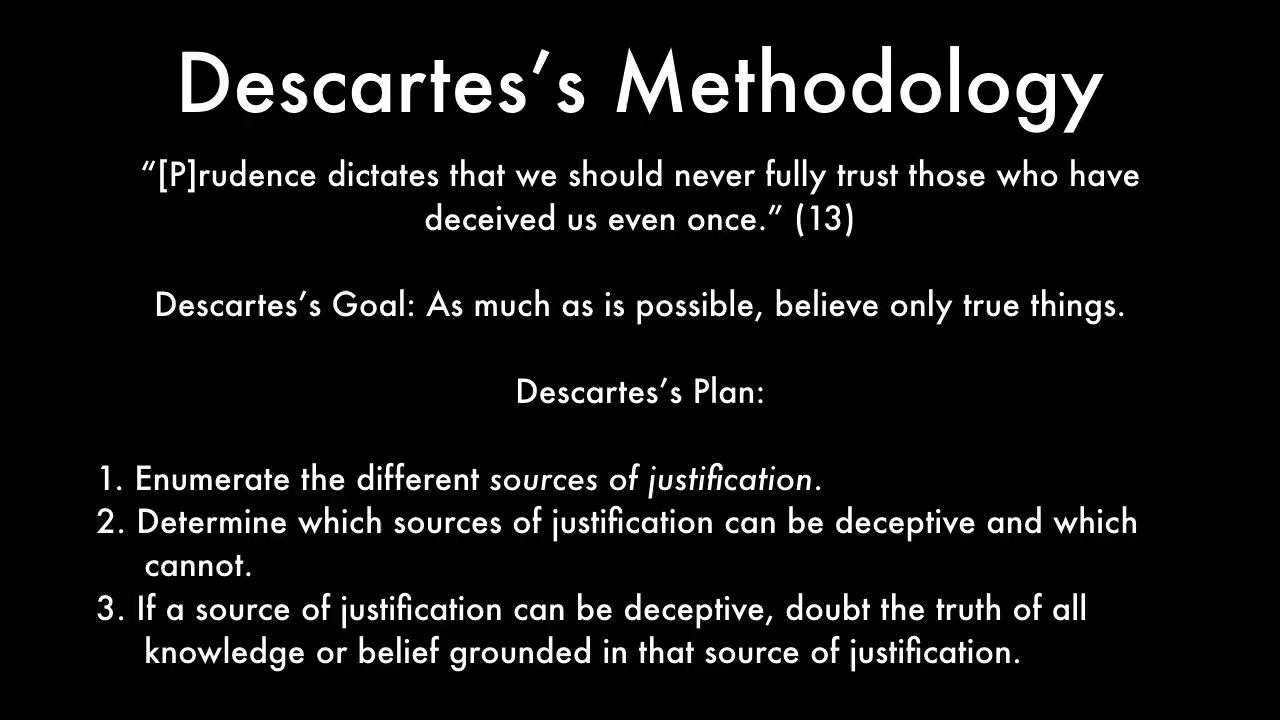 Descartes’s Methodology
“[P]rudence dictates that we should never fully trust those who have
deceived us even once.” (13)
Descartes’s Goal: As much as is possible, believe only true things.
Descartes’s Plan:
1. Enumerate the different sources of justification.
2. Determine which sources of justification can be deceptive and which
cannot.
3. If a source of justification can be deceptive, doubt the truth of all
knowledge or belief grounded in that source of justification.